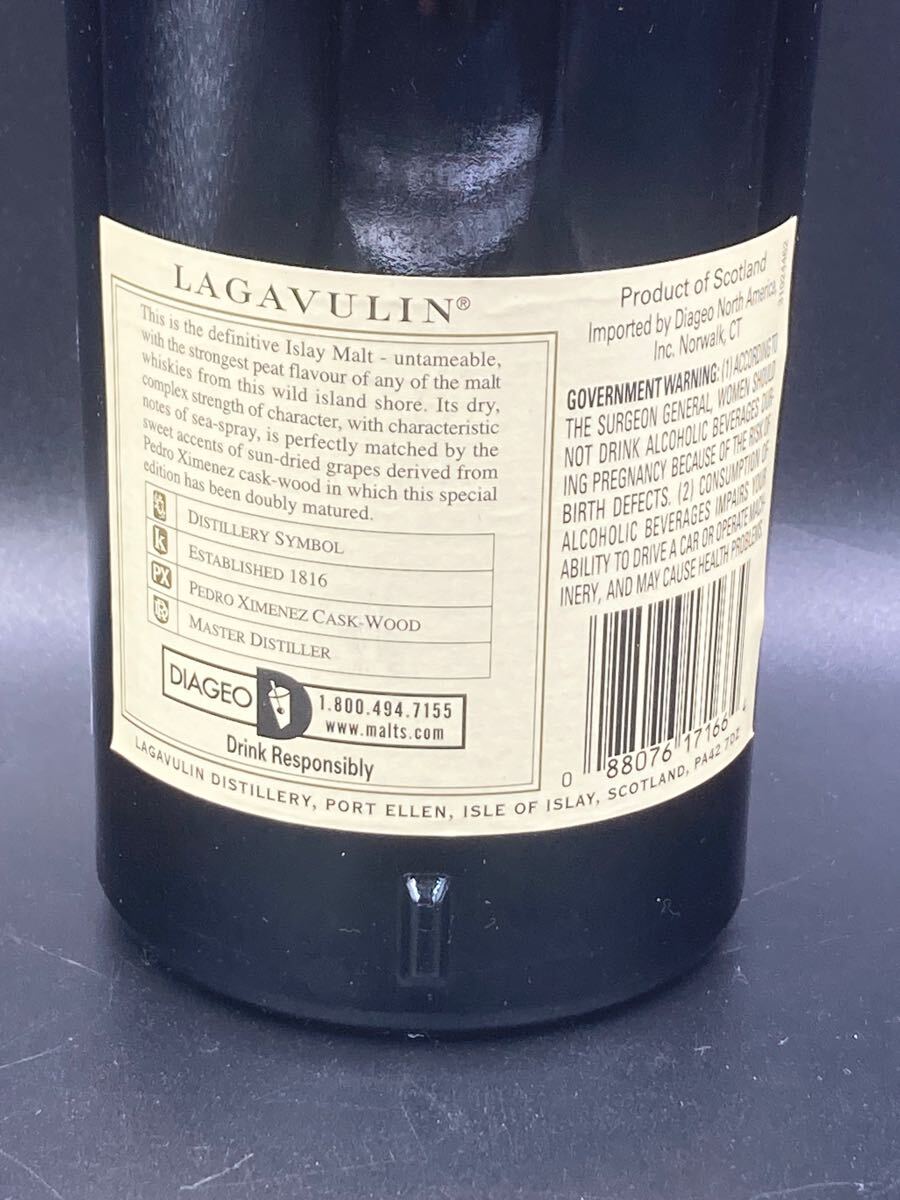 LAGAVULIN®
This is the definitive Islay Malt - untameable,
with the strongest peat flavour of any of the malt
whiskies from this wild island shore. Its dry,
complex strength of character, with characteristic
notes of sea-spray, is perfectly matched by the
sweet accents of sun-dried grapes derived from
Pedro Ximenez cask-wood in which this special
edition has been doubly matured.
DISTILLERY SYMBOL
k ESTABLISHED 1816
PX PEDRO XIMENEZ CASK-WOOD
MASTER DISTILLER
DIAGEO
1.800.494.7155
www.malts.com
Drink Responsibly
LAGAVULIN DISTILLERY, PORT ELLEN, ISLE OF ISLAY, SCOTLAND, PA42 7DZ
Product of Scotland
Imported by Diageo North America,
Inc. Norwalk, CT
GOVERNMENT WARNING: (1) ACCORDING TO
THE SURGEON GENERAL, WOMEN SHOULD
NOT DRINK ALCOHOLIC BEVERAGES DUR-
ING PREGNANCY BECAUSE OF THE RISK OF
BIRTH DEFECTS. (2) CONSUMPTION OF
ALCOHOLIC BEVERAGES IMPAIRS YOUR
ABILITY TO DRIVE A CAR OR OPERATE MACH-
INERY, AND MAY CAUSE HEALTH PROBLEMS.
0 88076 17166 4